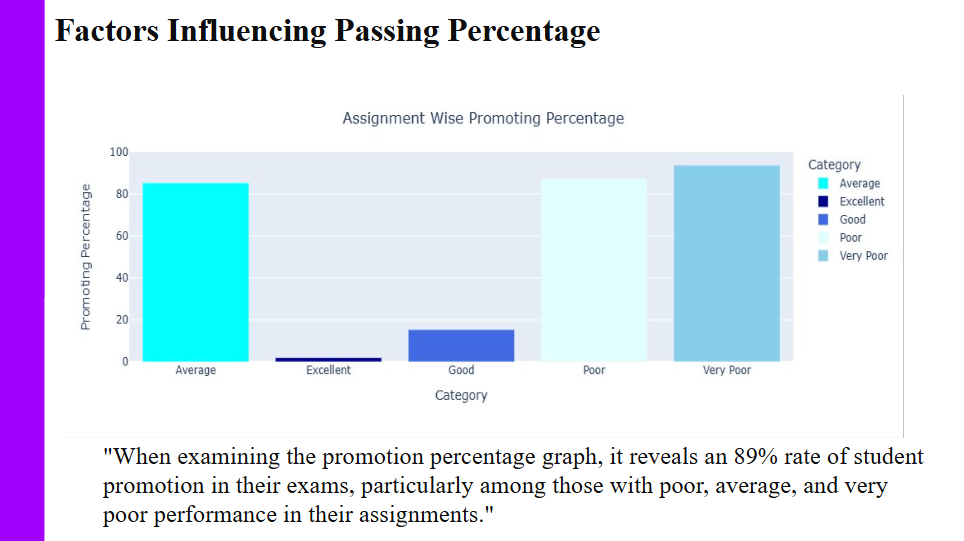 Factors Influencing Passing Percentage
Assignment Wise Promoting Percentage
Promoting Percentage
100
80
60
40
20
0
Average
Excellent
Good
Poor
Very Poor
Category
Category
Average
Excellent
Good
Poor
Very Poor
"When examining the promotion percentage graph, it reveals an 89% rate of student
promotion in their exams, particularly among those with poor, average, and very
poor performance in their assignments."